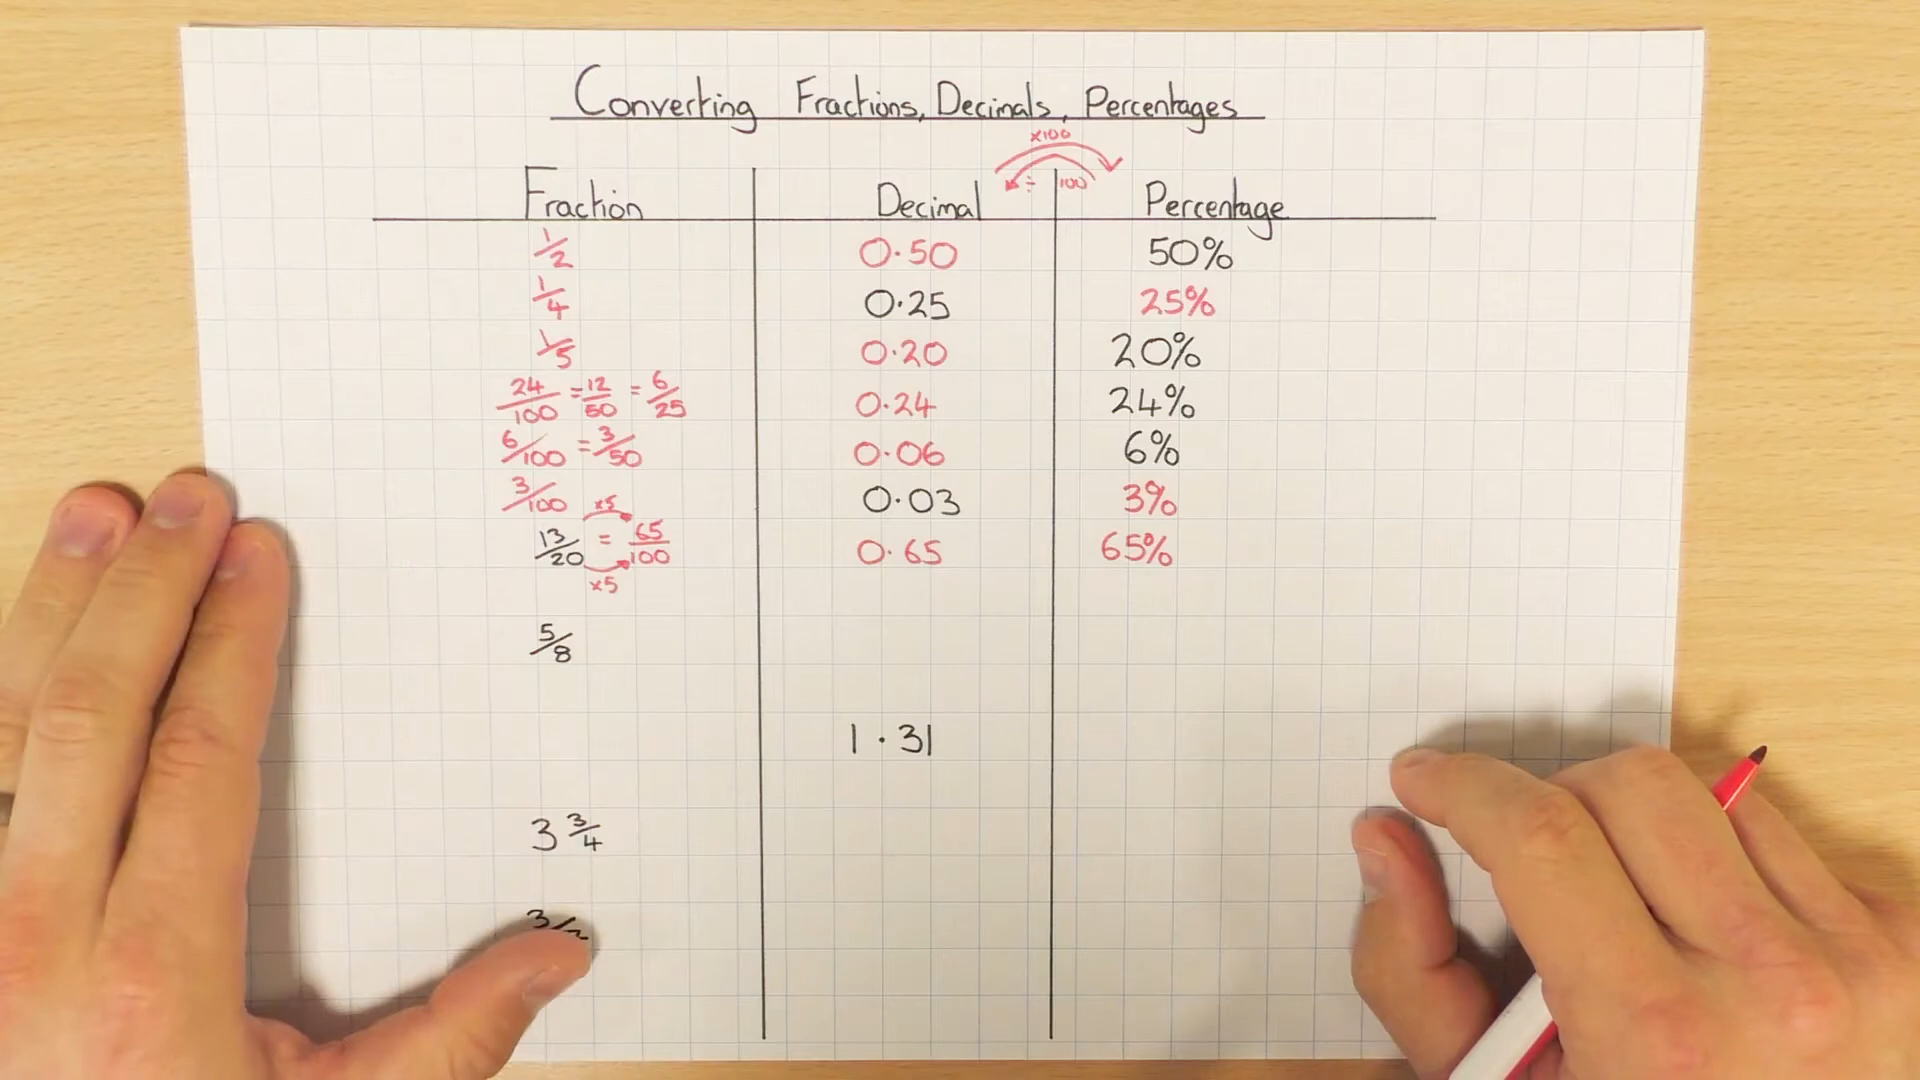 Converting Fractions, Decimals, Percentages
×100
÷ 100
Fraction Decimal Percentage
1/2 0.50 50%
1/4 0.25 25%
1/5 0.20 20%
24/100 = 12/50 = 6/25 0.24 24%
6/100 = 3/50 0.06 6%
3/100 0.03 3%
×5
13/20 = 65/100 0.65 65%
×5
5/8
1.31
3 3/4